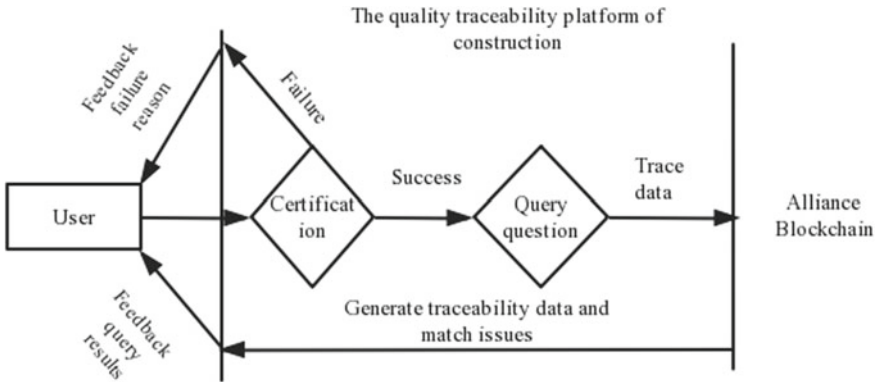 The quality traceability platform of
construction
Feedback
failure
reason
Failure
User
Certificat
ion
Success
Query
question
Trace
data
Alliance
Blockchain
Generate traceability data and
match issues
Feedback
query
results